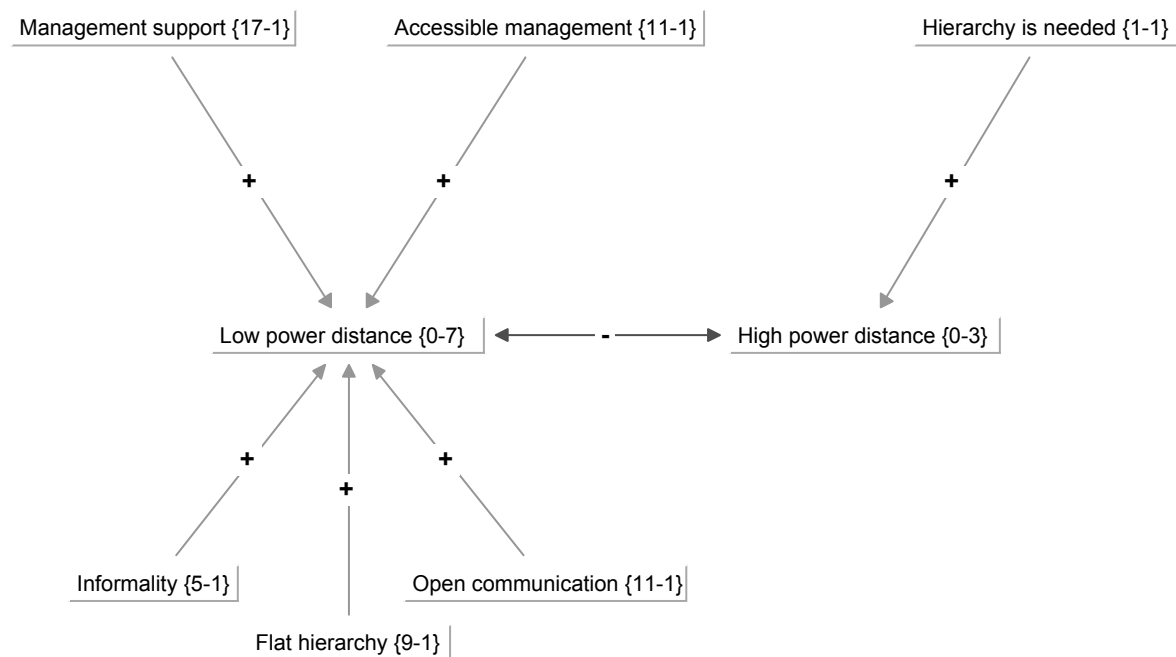 Management support {17-1}
Accessible management {11-1}
Hierarchy is needed {1-1}
+
+
+
Low power distance {0-7}
-
High power distance {0-3}
+
+
+
Informality {5-1}
Open communication {11-1}
Flat hierarchy {9-1}